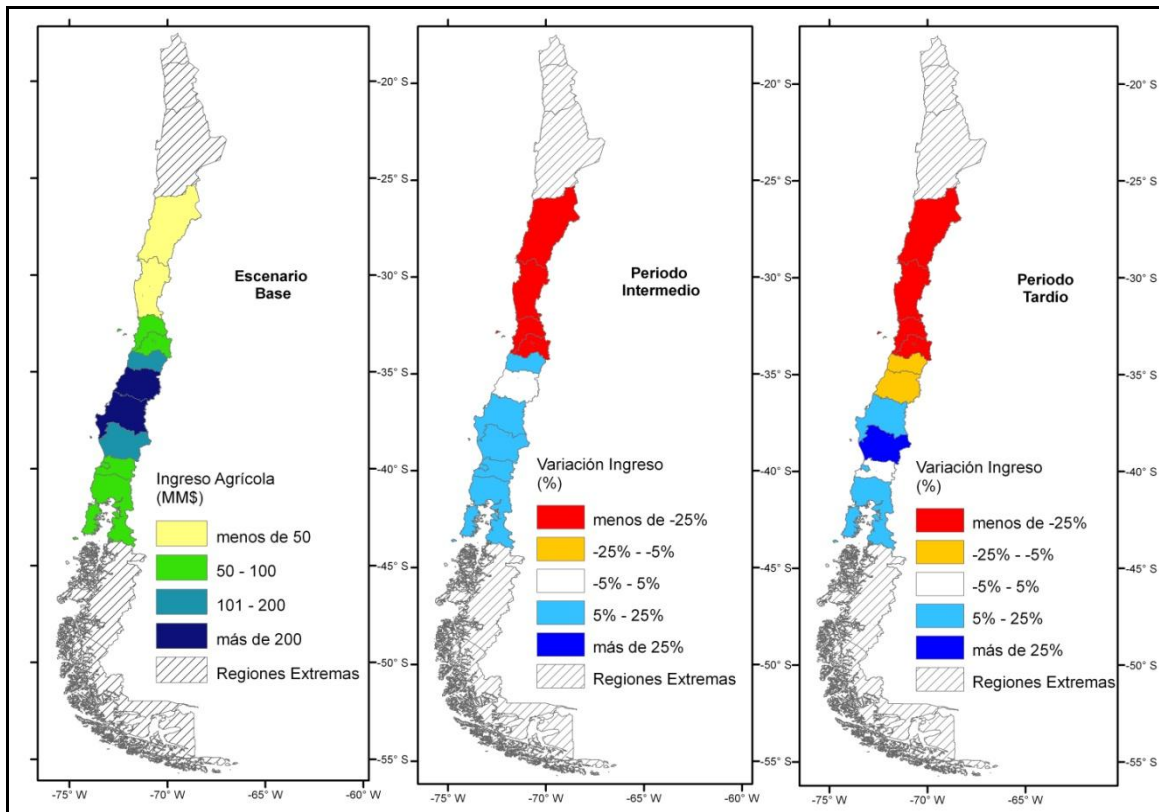 Escenario
Base
Ingreso Agrícola
(MM$)
menos de 50
50 - 100
101 - 200
más de 200
Regiones Extremas
-20° S
-25° S
-30° S
-35° S
-40° S
-45° S
-50° S
-55° S
-75° W
-70° W
-65° W
-60° W
Periodo
Intermedio
Variación Ingreso
(%)
menos de -25%
-25% - -5%
-5% - 5%
5% - 25%
más de 25%
Regiones Extremas
-20° S
-25° S
-30° S
-35° S
-40° S
-45° S
-50° S
-55° S
-75° W
-70° W
-65° W
-60° W
Periodo
Tardío
Variación Ingreso
(%)
menos de -25%
-25% - -5%
-5% - 5%
5% - 25%
más de 25%
Regiones Extremas
-20° S
-25° S
-30° S
-35° S
-40° S
-45° S
-50° S
-55° S
-75° W
-70° W
-65° W
-60° W